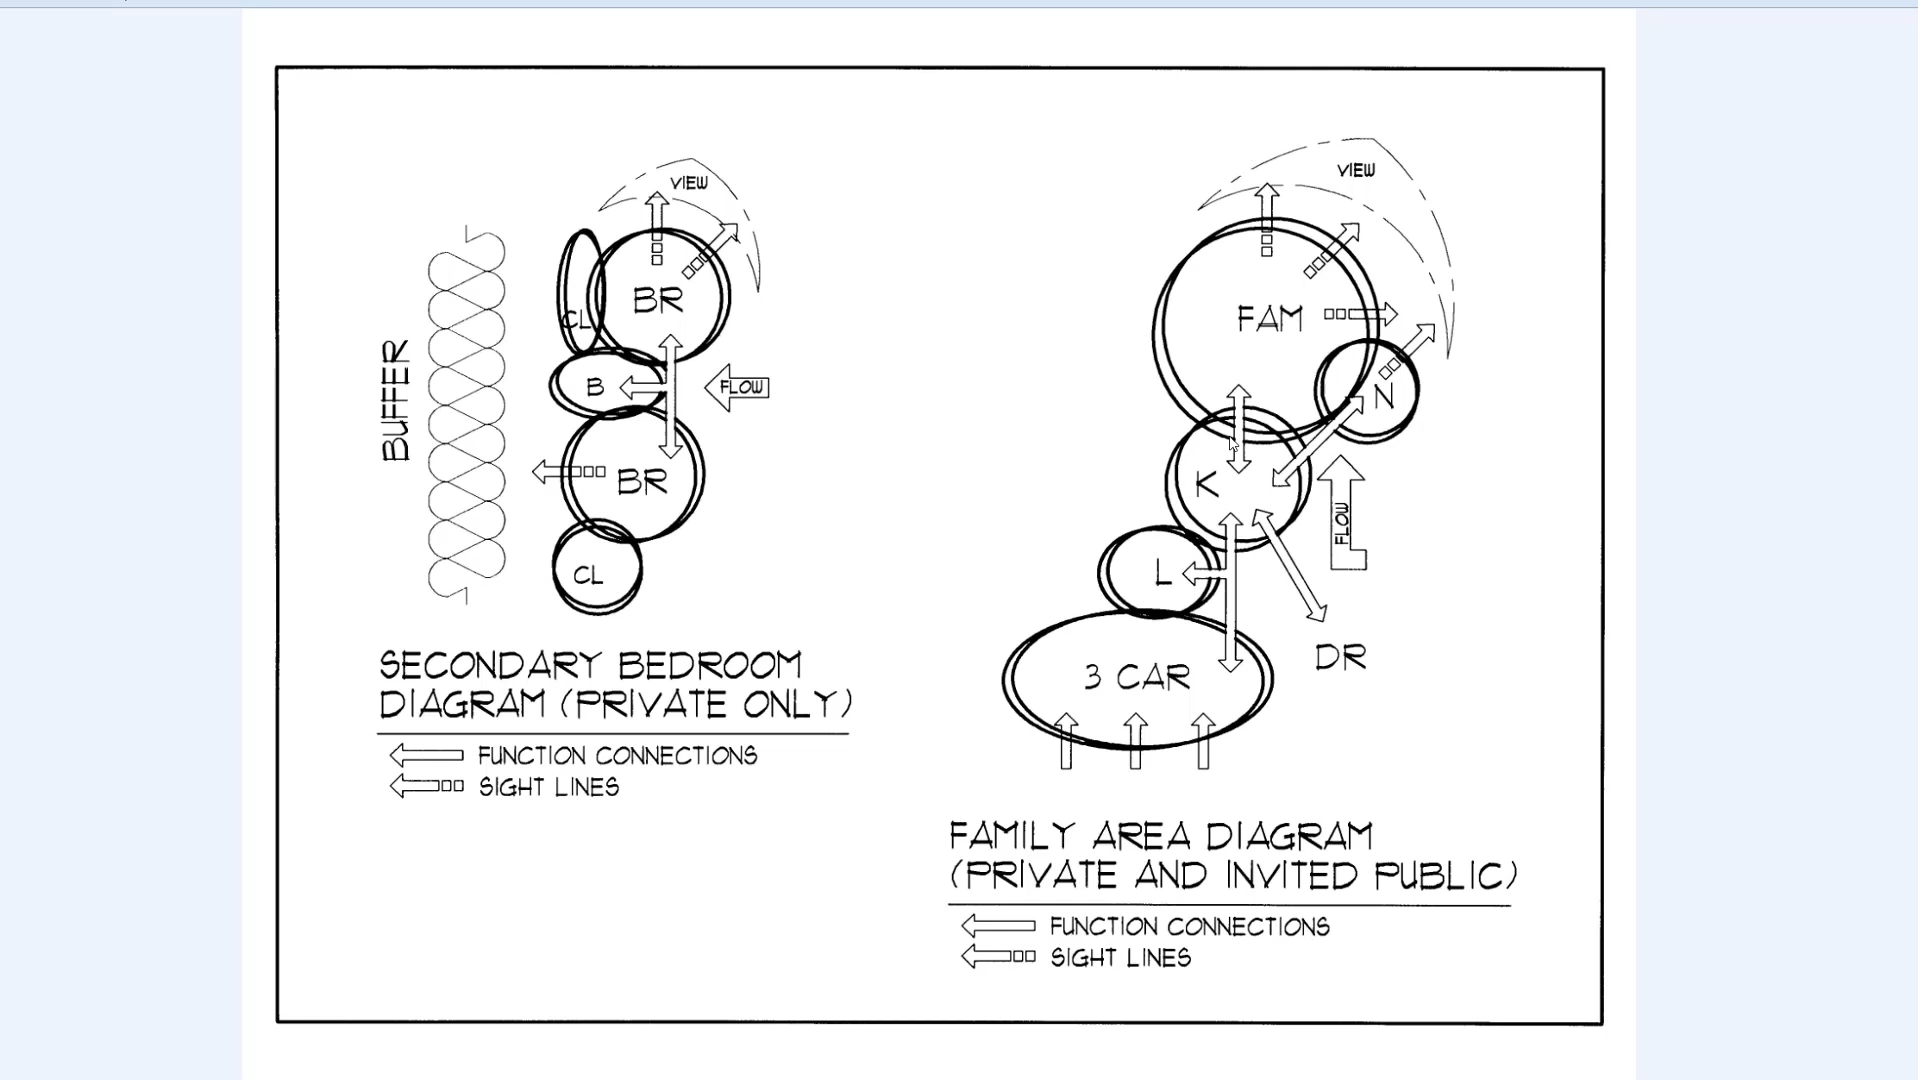 VIEW
CL
BR
BUFFER
B
FLOW
BR
CL
SECONDARY BEDROOM
DIAGRAM (PRIVATE ONLY)
FUNCTION CONNECTIONS
SIGHT LINES
VIEW
FAM
N
K
FLOW
L
3 CAR
DR
FAMILY AREA DIAGRAM
(PRIVATE AND INVITED PUBLIC)
FUNCTION CONNECTIONS
SIGHT LINES